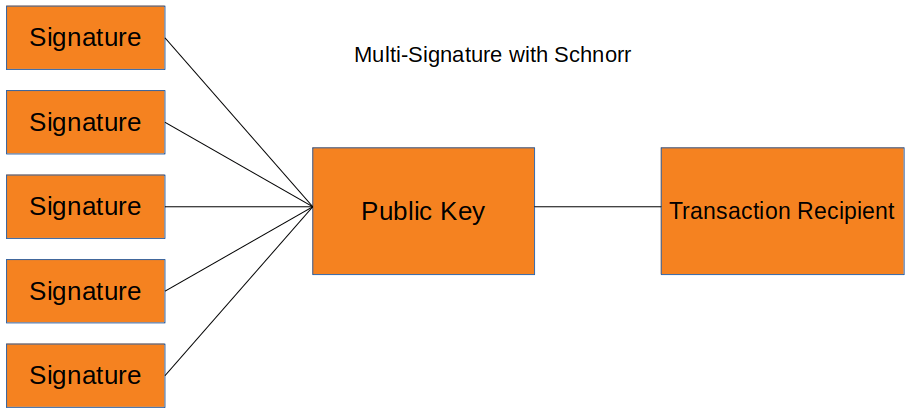 Signature
Multi-Signature with Schnorr
Signature
Signature
Public Key
Transaction Recipient
Signature
Signature